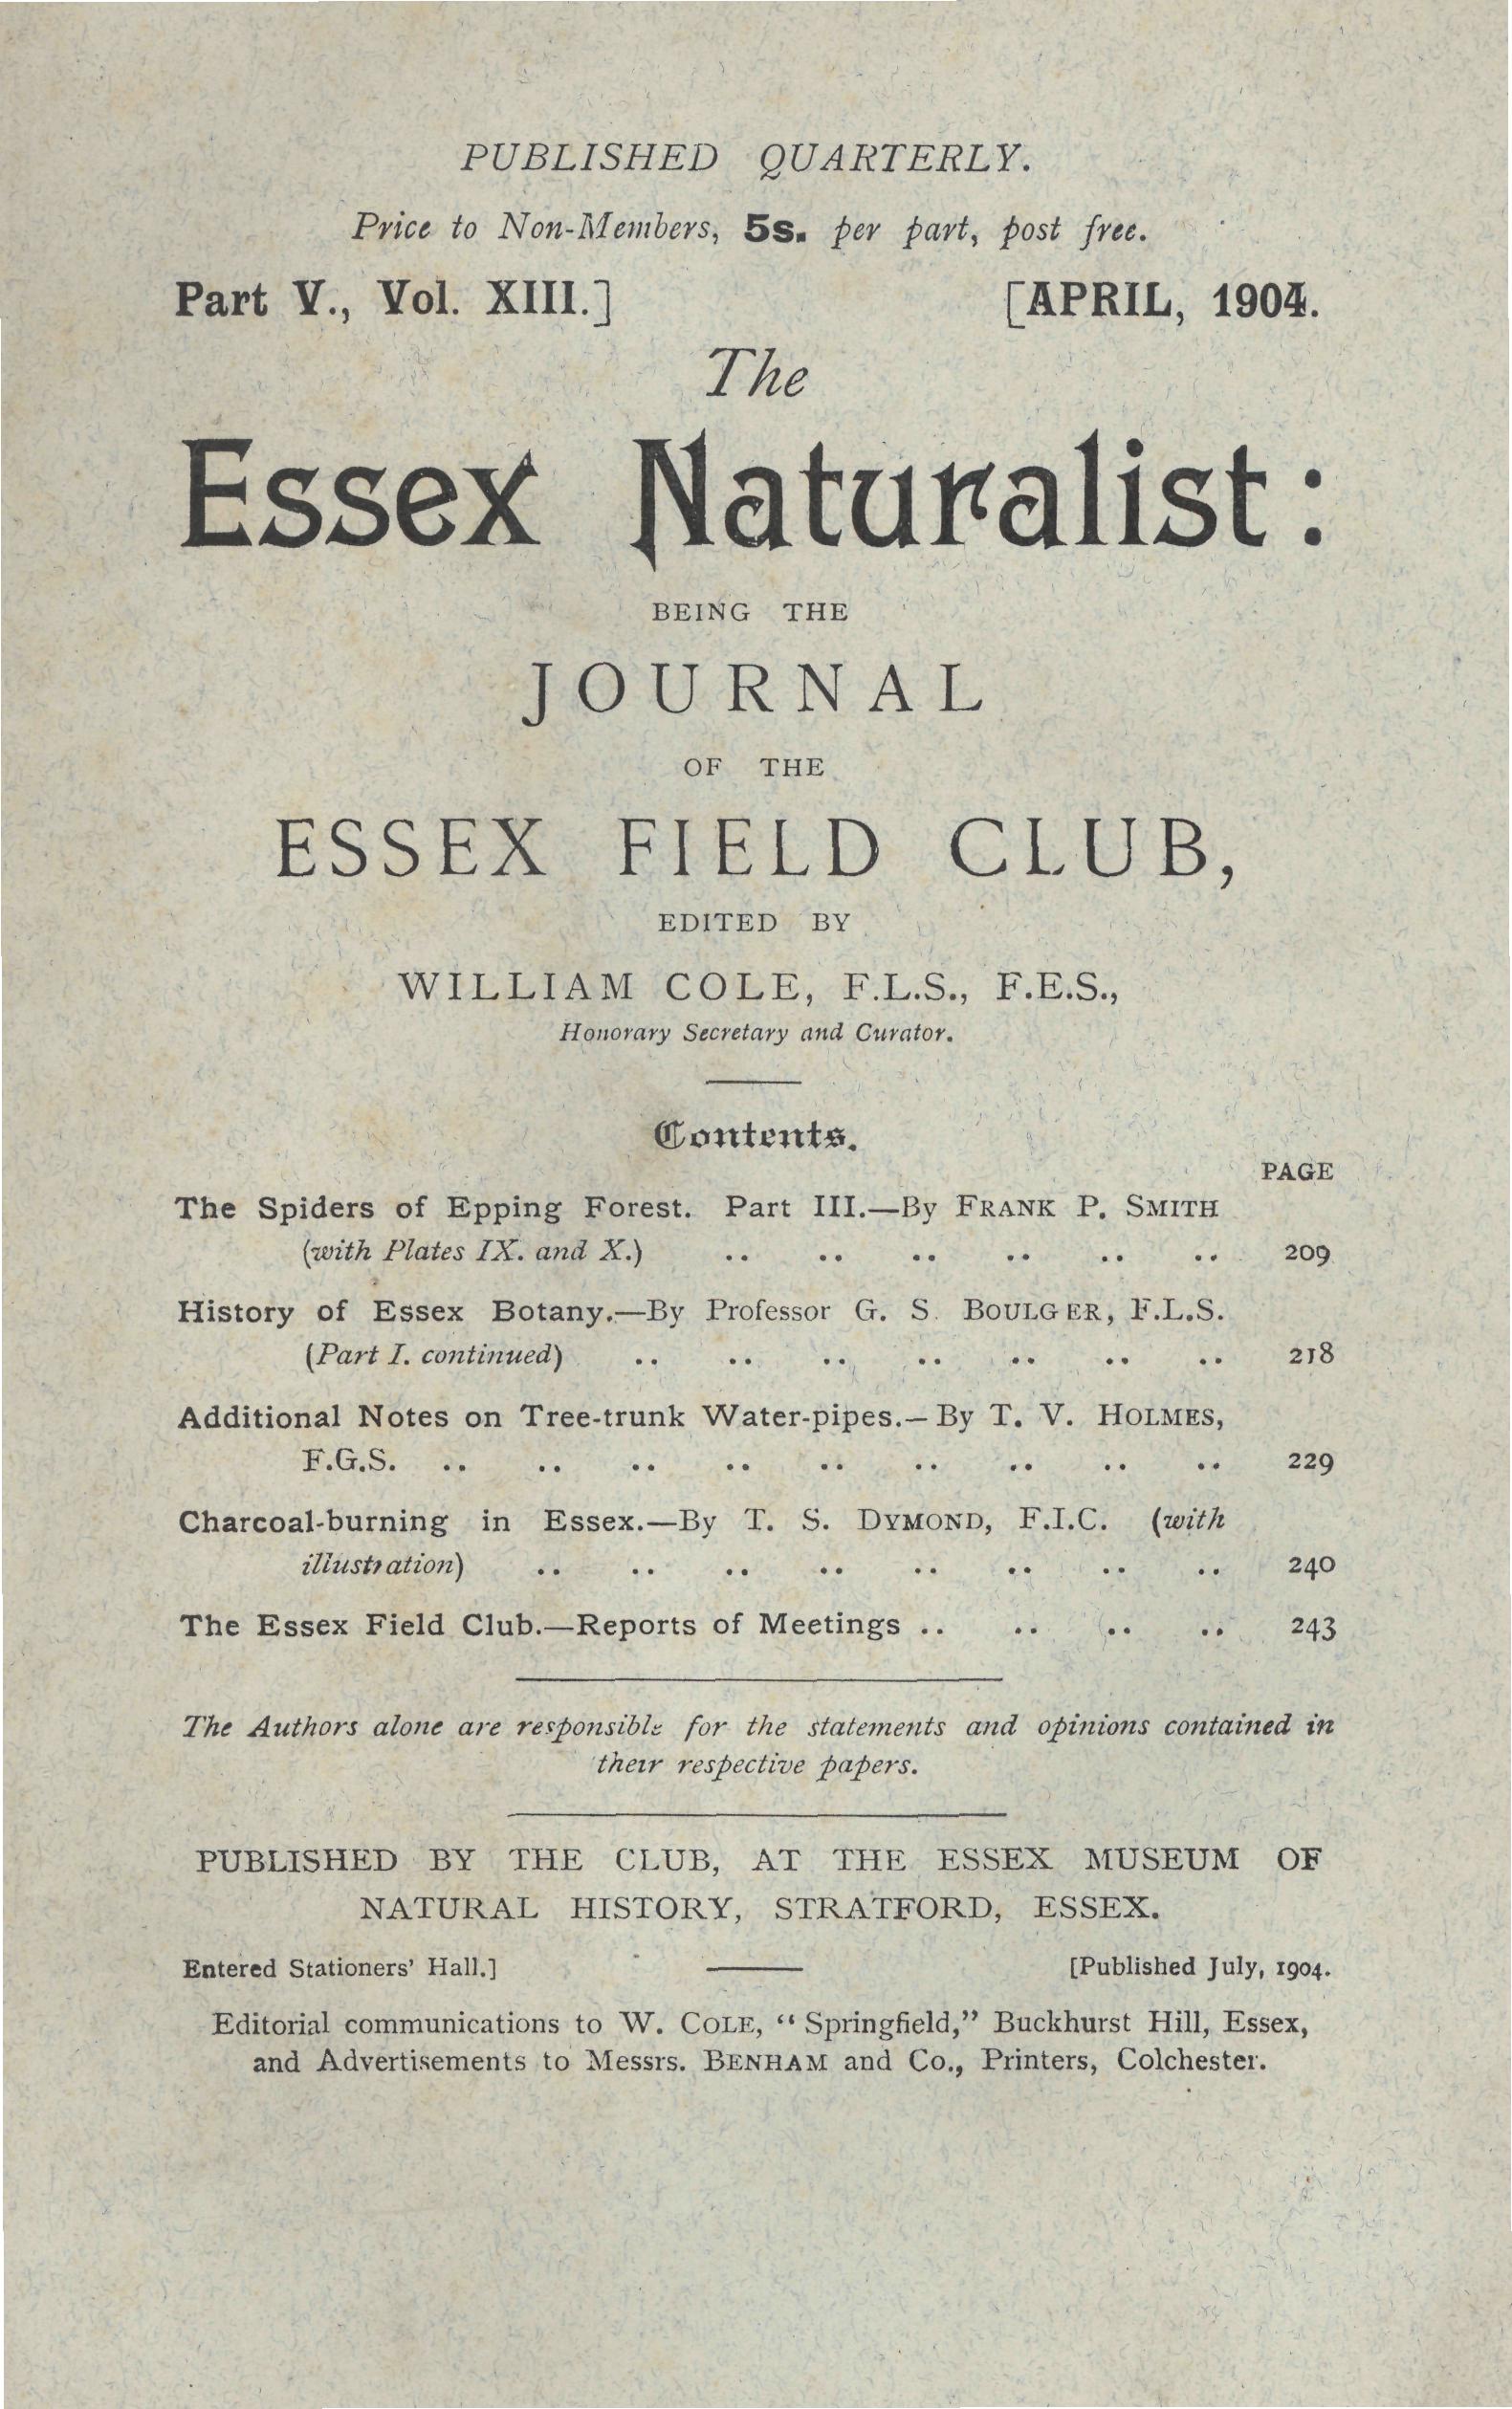 PUBLISHED QUARTERLY.
Price to Non-Members, 5s. per part, post free.
Part V., Vol. XIII.] [APRIL, 1904.
The
Essex Naturalist:
BEING THE
JOURNAL
OF THE
ESSEX FIELD CLUB,
EDITED BY
WILLIAM COLE, F.L.S., F.E.S.,
Honorary Secretary and Curator.
Contents.
PAGE
The Spiders of Epping Forest. Part III.—By FRANK P. SMITH
(with Plates IX. and X.) .. .. .. .. .. .. 209
History of Essex Botany.—By Professor G. S. BOULGER, F.L.S.
(Part I. continued) .. .. .. .. .. .. .. 218
Additional Notes on Tree-trunk Water-pipes.—By T. V. HOLMES,
F.G.S. .. .. .. .. .. .. .. .. .. 229
Charcoal-burning in Essex.—By T. S. DYMOND, F.I.C. (with
illustration) .. .. .. .. .. .. .. .. 240
The Essex Field Club.—Reports of Meetings .. .. .. .. 243
The Authors alone are responsible for the statements and opinions contained in
their respective papers.
PUBLISHED BY THE CLUB, AT THE ESSEX MUSEUM OF
NATURAL HISTORY, STRATFORD, ESSEX.
Entered Stationers' Hall.] [Published July, 1904.
Editorial communications to W. COLE, "Springfield," Buckhurst Hill, Essex,
and Advertisements to Messrs. BENHAM and Co., Printers, Colchester.